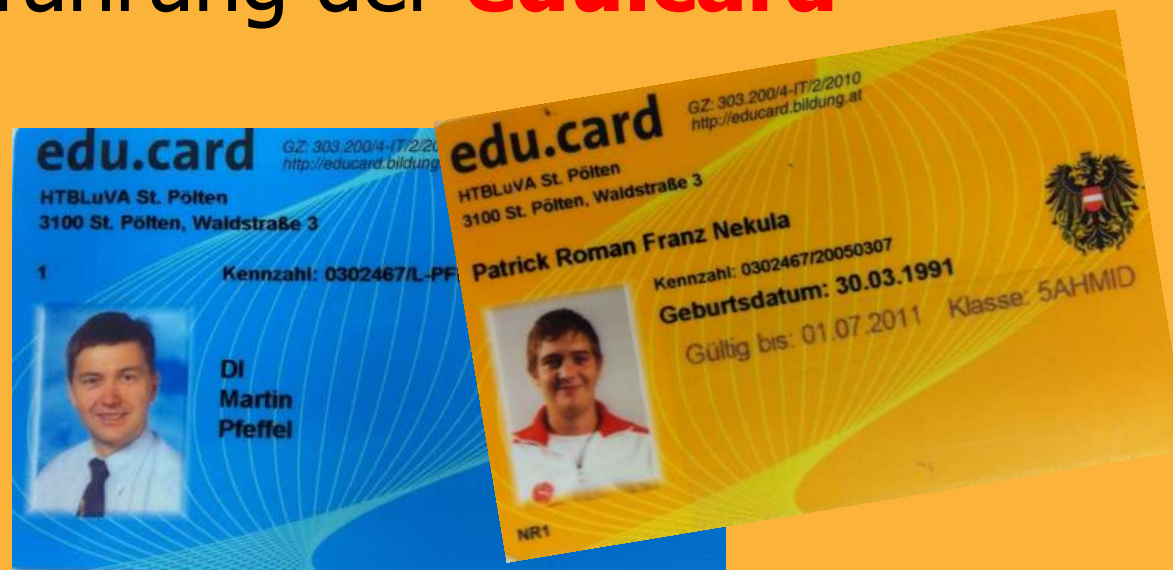 der edu.card
edu.card
GZ: 303.200/4-IT/2/20
http://educard.bildung.
HTBLuVA St. Pölten
3100 St. Pölten, Waldstraße 3
1
Kennzahl: 0302467/L-PF
DI
Martin
Pfeffel
edu.card
GZ: 303.200/4-IT/2/2010
http://educard.bildung.at
HTBLuVA St. Pölten
3100 St. Pölten, Waldstraße 3
Patrick Roman Franz Nekula
Kennzahl: 0302467/20050307
Geburtsdatum: 30.03.1991
Gültig bis: 01.07.2011 Klasse: 5AHMID
NR1